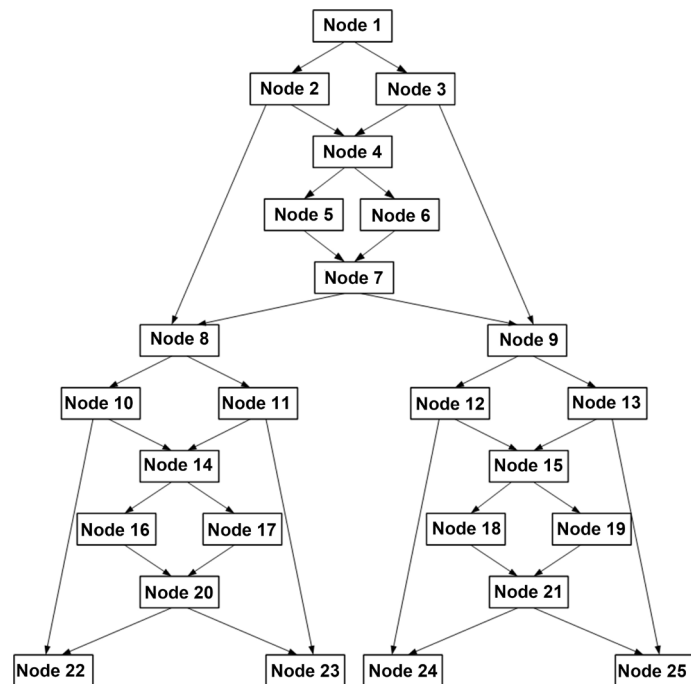 Node 1
Node 2
Node 3
Node 4
Node 5
Node 6
Node 7
Node 8
Node 9
Node 10
Node 11
Node 12
Node 13
Node 14
Node 15
Node 16
Node 17
Node 18
Node 19
Node 20
Node 21
Node 22
Node 23
Node 24
Node 25